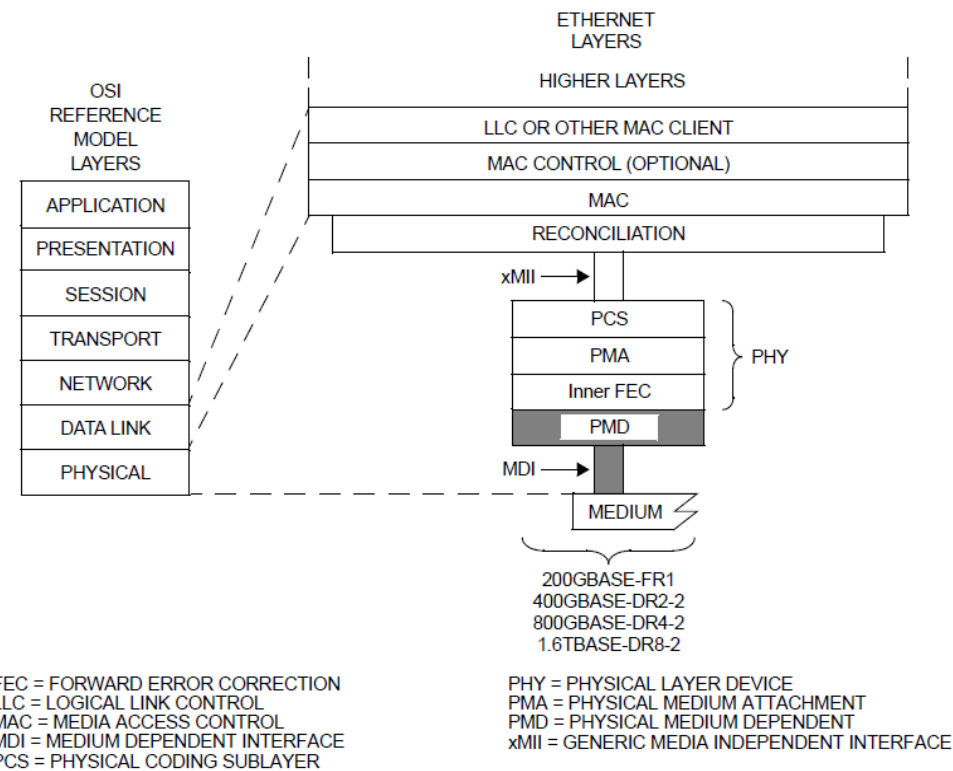 ETHERNET
LAYERS
HIGHER LAYERS
OSI
REFERENCE
MODEL
LAYERS
LLC OR OTHER MAC CLIENT
MAC CONTROL (OPTIONAL)
MAC
RECONCILIATION
APPLICATION
PRESENTATION
SESSION
TRANSPORT
NETWORK
DATA LINK
PHYSICAL
xMII
PCS
PMA
Inner FEC
PHY
PMD
MDI
MEDIUM
200GBASE-FR1
400GBASE-DR2-2
800GBASE-DR4-2
1.6TBASE-DR8-2
FEC = FORWARD ERROR CORRECTION
LLC = LOGICAL LINK CONTROL
MAC = MEDIA ACCESS CONTROL
MDI = MEDIUM DEPENDENT INTERFACE
PCS = PHYSICAL CODING SUBLAYER
PHY = PHYSICAL LAYER DEVICE
PMA = PHYSICAL MEDIUM ATTACHMENT
PMD = PHYSICAL MEDIUM DEPENDENT
xMII = GENERIC MEDIA INDEPENDENT INTERFACE